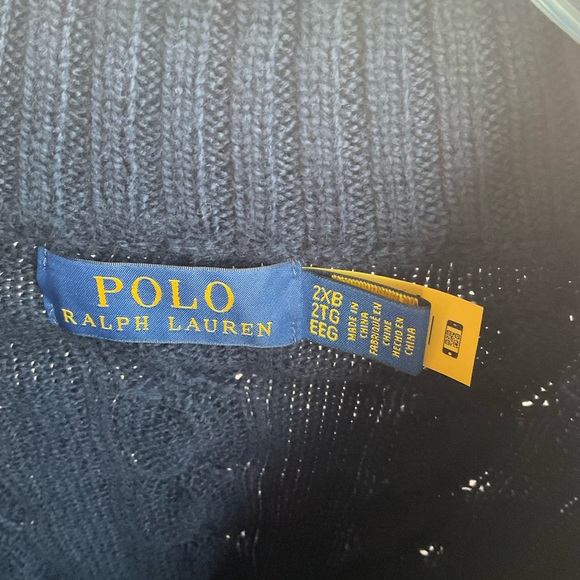 POLO
RALPH LAUREN
2XB
2TG
EEG
MADE IN
CHINA
FABRIQUÉ EN
CHINE
HECHO EN
CHINA